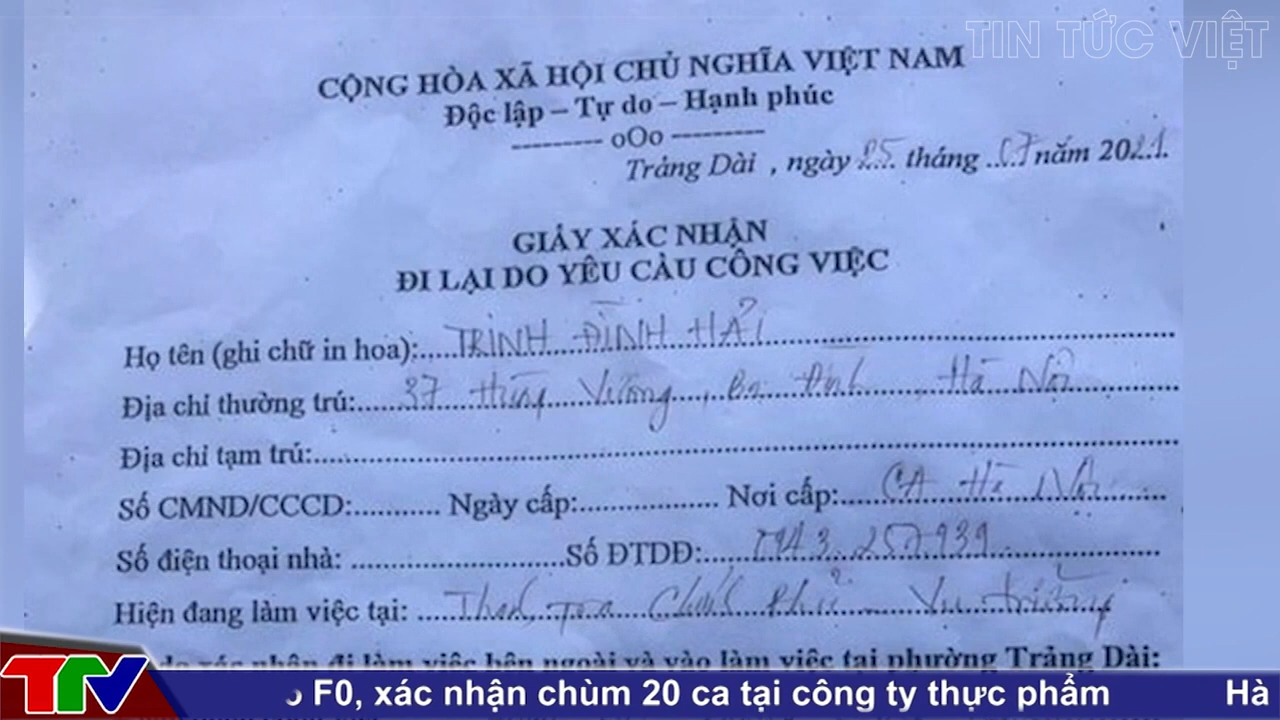 TIN TỨC VIỆT
CỘNG HÒA XÃ HỘI CHỦ NGHĨA VIỆT NAM
Độc lập – Tự do – Hạnh phúc
--------- oOo ---------
Trảng Dài , ngày 25 tháng 07 năm 2021.
GIẤY XÁC NHẬN
ĐI LẠI DO YÊU CẦU CÔNG VIỆC
Họ tên (ghi chữ in hoa): TRỊNH ĐÌNH HẢI
Địa chỉ thường trú: 37 Hùng Vương, Ba Đình, Hà Nội
Địa chỉ tạm trú:
Số CMND/CCCD: Ngày cấp: Nơi cấp: CA Hà Nội
Số điện thoại nhà: Số ĐTDĐ:
Hiện đang làm việc tại: Thanh tra Chính Phủ Vụ trưởng
do xác nhận đi làm việc bên ngoài và vào làm việc tại phường Trảng Dài:
TTV F0, xác nhận chùm 20 ca tại công ty thực phẩm Hà